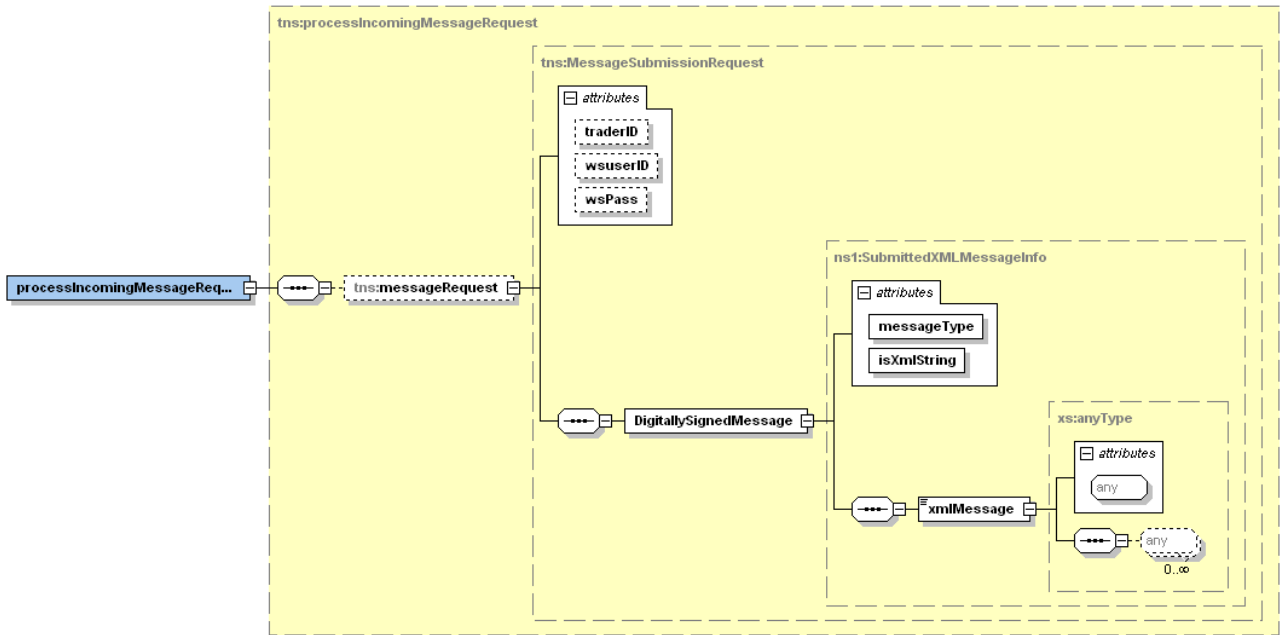 tns:processIncomingMessageRequest
tns:MessageSubmissionRequest
attributes
traderID
wsuserID
wsPass
ns1:SubmittedXMLMessageInfo
processIncomingMessageReq...
tns:messageRequest
attributes
messageType
isXmlString
DigitallySignedMessage
xs:anyType
attributes
any
xmlMessage
any
0..∞